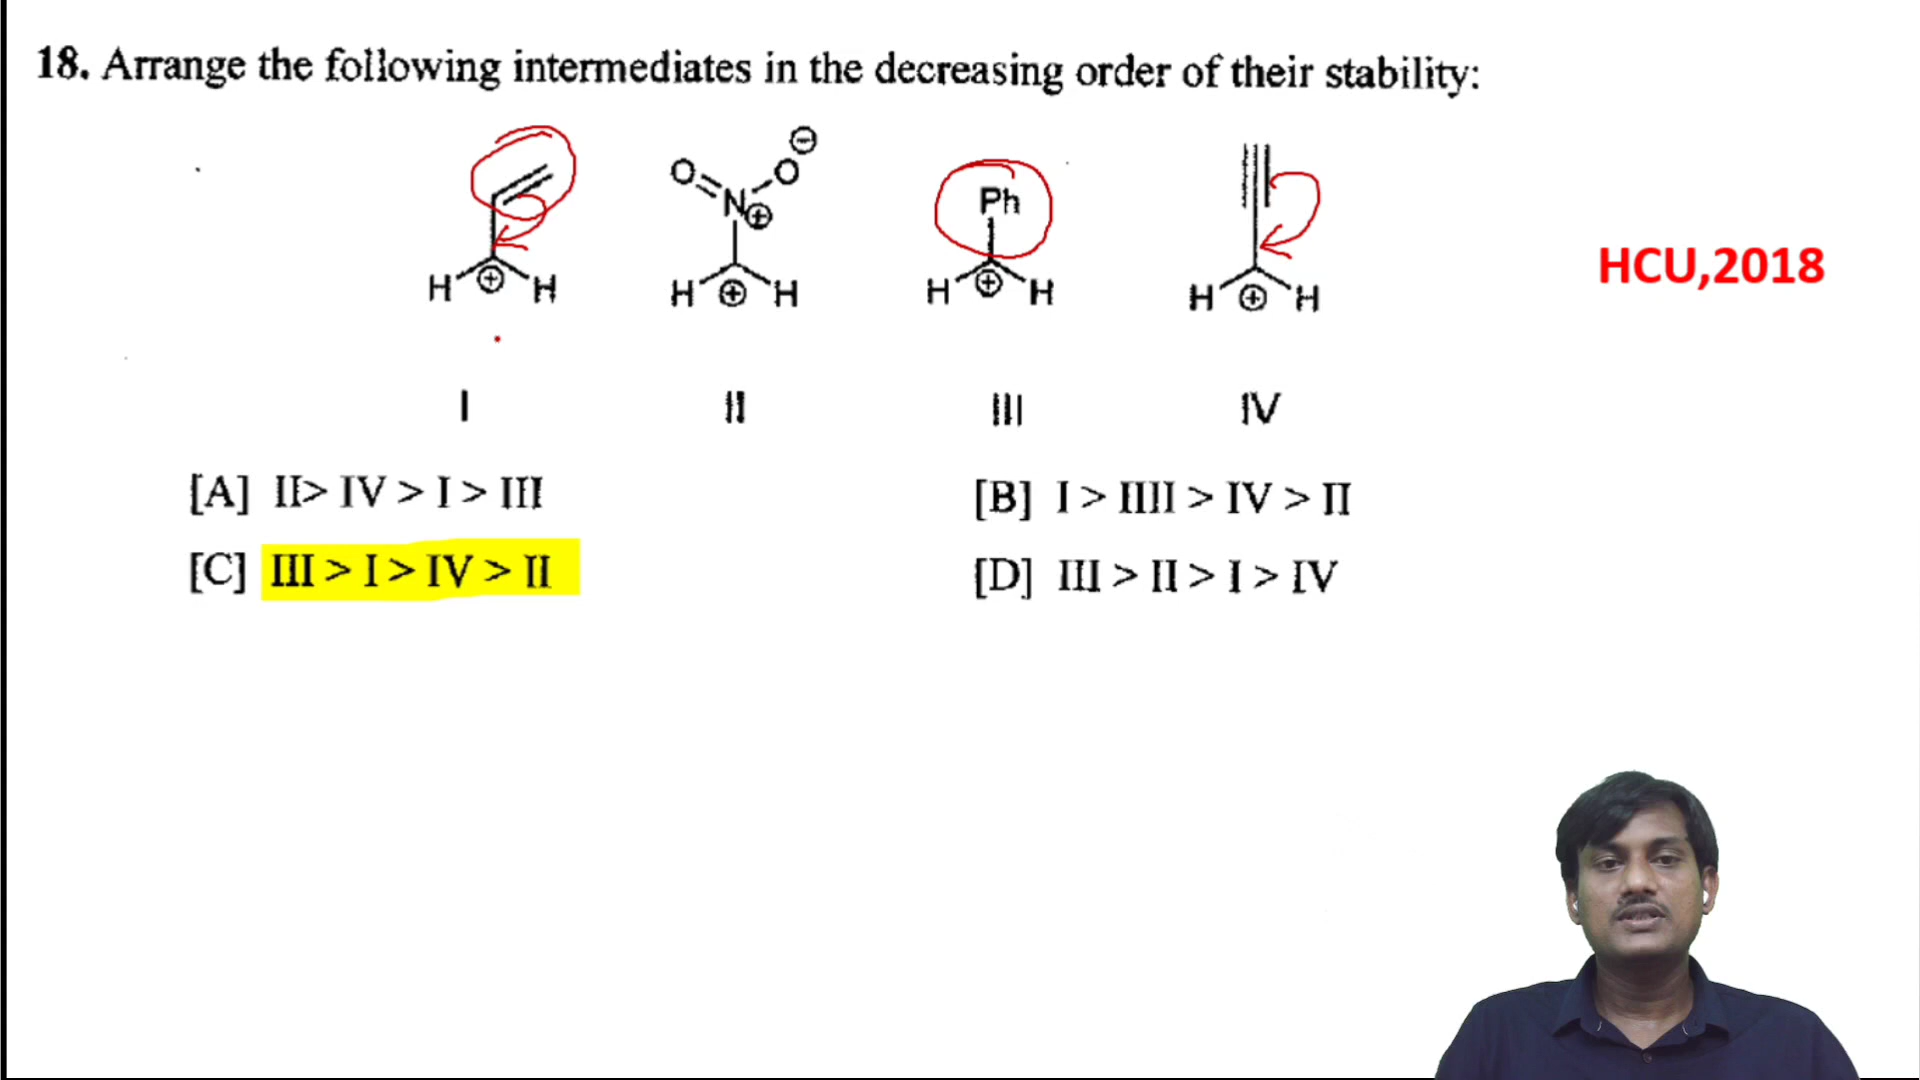 18. Arrange the following intermediates in the decreasing order of their stability:
O N ⊕ O ⊖
Ph
H ⊕ H H ⊕ H H ⊕ H H ⊕ H
HCU,2018
I II III IV
[A] II> IV > I > III [B] I > IIII > IV > II
[C] III > I > IV > II [D] III > II > I > IV